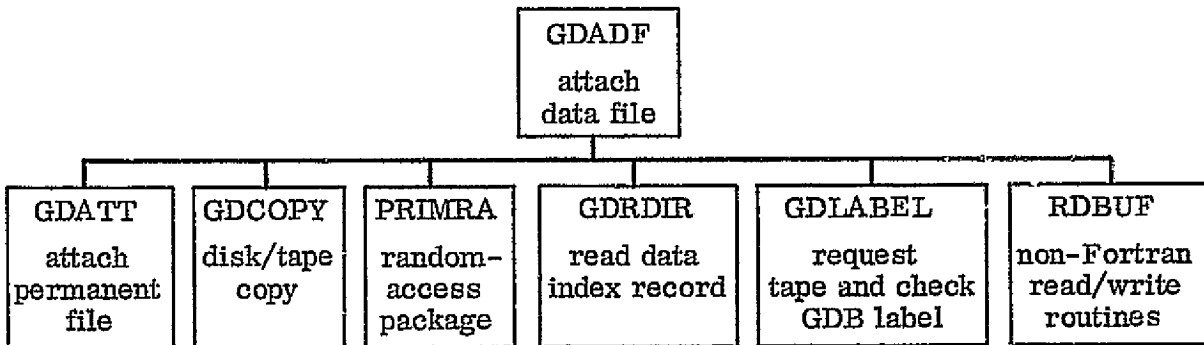 GDADF
attach
data file
GDATT
attach
permanent
file
GDCOPY
disk/tape
copy
PRIMRA
random-
access
package
GDRDIR
read data
index record
GDLABEL
request
tape and check
GDB label
RDBUF
non-Fortran
read/write
routines